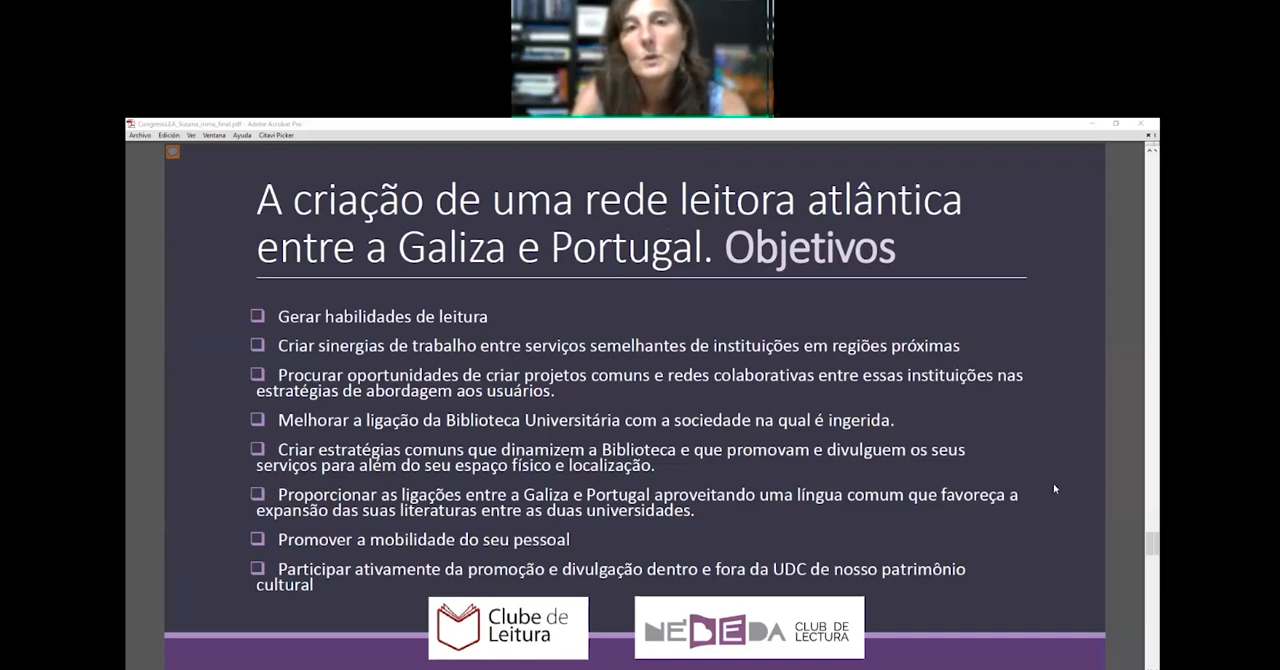 CongresoLEA_Susana_inma_final.pdf - Adobe Acrobat Pro
Archivo Edición Ver Ventana Ayuda Citavi Picker
A criação de uma rede leitora atlântica
entre a Galiza e Portugal. Objetivos
Gerar habilidades de leitura
Criar sinergias de trabalho entre serviços semelhantes de instituições em regiões próximas
Procurar oportunidades de criar projetos comuns e redes colaborativas entre essas instituições nas
estratégias de abordagem aos usuários.
Melhorar a ligação da Biblioteca Universitária com a sociedade na qual é ingerida.
Criar estratégias comuns que dinamizem a Biblioteca e que promovam e divulguem os seus
serviços para além do seu espaço físico e localização.
Proporcionar as ligações entre a Galiza e Portugal aproveitando uma língua comum que favoreça a
expansão das suas literaturas entre as duas universidades.
Promover a mobilidade do seu pessoal
Participar ativamente da promoção e divulgação dentro e fora da UDC de nosso patrimônio
cultural
Clube de
Leitura
NÉBEDA CLUB DE
LECTURA